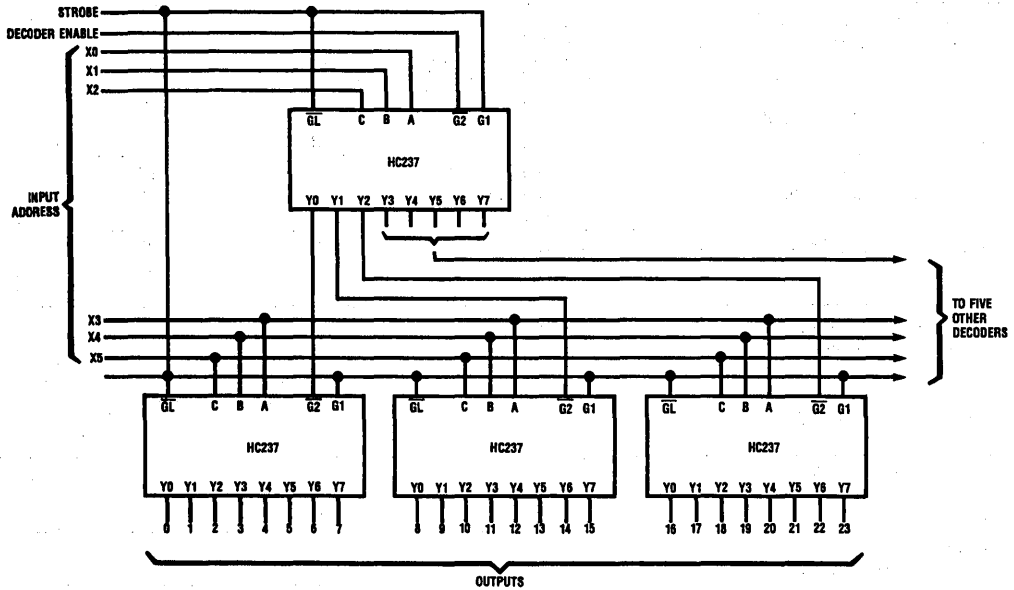 STROBE
DECODER ENABLE
X0
X1
X2
GL C B A G2 G1
HC237
Y0 Y1 Y2 Y3 Y4 Y5 Y6 Y7
INPUT
ADDRESS
X3
X4
X5
TO FIVE
OTHER
DECODERS
GL C B A G2 G1
HC237
Y0 Y1 Y2 Y3 Y4 Y5 Y6 Y7
0 1 2 3 4 5 6 7
GL C B A G2 G1
HC237
Y0 Y1 Y2 Y3 Y4 Y5 Y6 Y7
8 9 10 11 12 13 14 15
GL C B A G2 G1
HC237
Y0 Y1 Y2 Y3 Y4 Y5 Y6 Y7
16 17 18 19 20 21 22 23
OUTPUTS